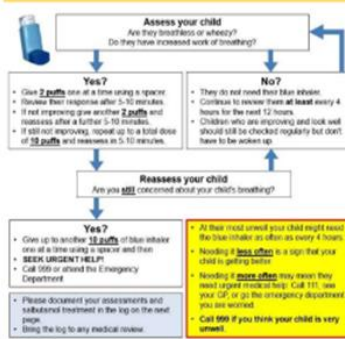 Assess your child
Are they breathless or wheezy?
Do they have increased work of breathing?
Yes?
• Give 2 puffs one at a time using a spacer.
• Review their response after 5-10 minutes.
• If not improving give another 2 puffs and
reassess after a further 5-10 minutes.
• If still not improving, repeat up to a total dose
of 10 puffs and reassess in 5-10 minutes.
No?
• They do not need their blue inhaler.
• Continue to review them at least every 4
hours for the next 12 hours.
• Children who are improving and look well
should still be checked regularly but don't
have to be woken up.
Reassess your child
Are you still concerned about your child's breathing?
Yes?
• Give up to another 10 puffs of blue inhaler
one at a time using a spacer and then
• SEEK URGENT HELP!
• Call 999 or attend the Emergency
Department
• Please document your assessments and
salbutamol treatment in the log on the next
page.
• Bring the log to any medical review.
• At their most unwell your child might need
the blue inhaler as often as every 4 hours.
• Needing it less often is a sign that your
child is getting better
• Needing it more often may mean they
need urgent medical help: Call 111, see
your GP, or go the emergency department if
you are worried.
• Call 999 if you think your child is very
unwell.